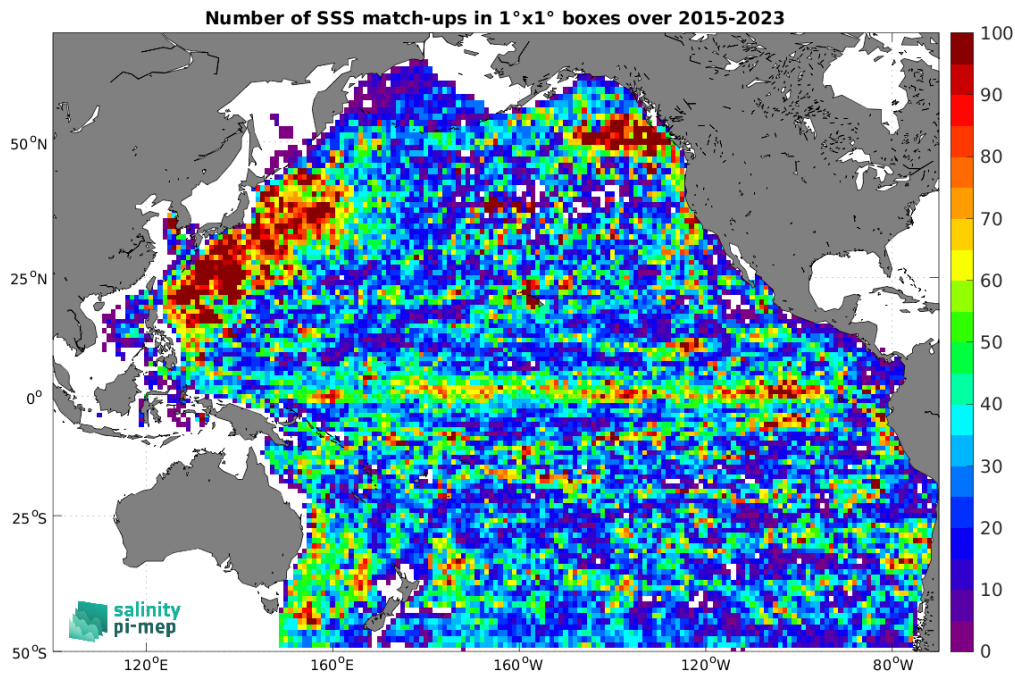 Number of SSS match-ups in 1°x1° boxes over 2015-2023
50°N
25°N
0°
25°S
50°S
120°E
160°E
160°W
120°W
80°W
100
90
80
70
60
50
40
30
20
10
0
salinity
pi-mep